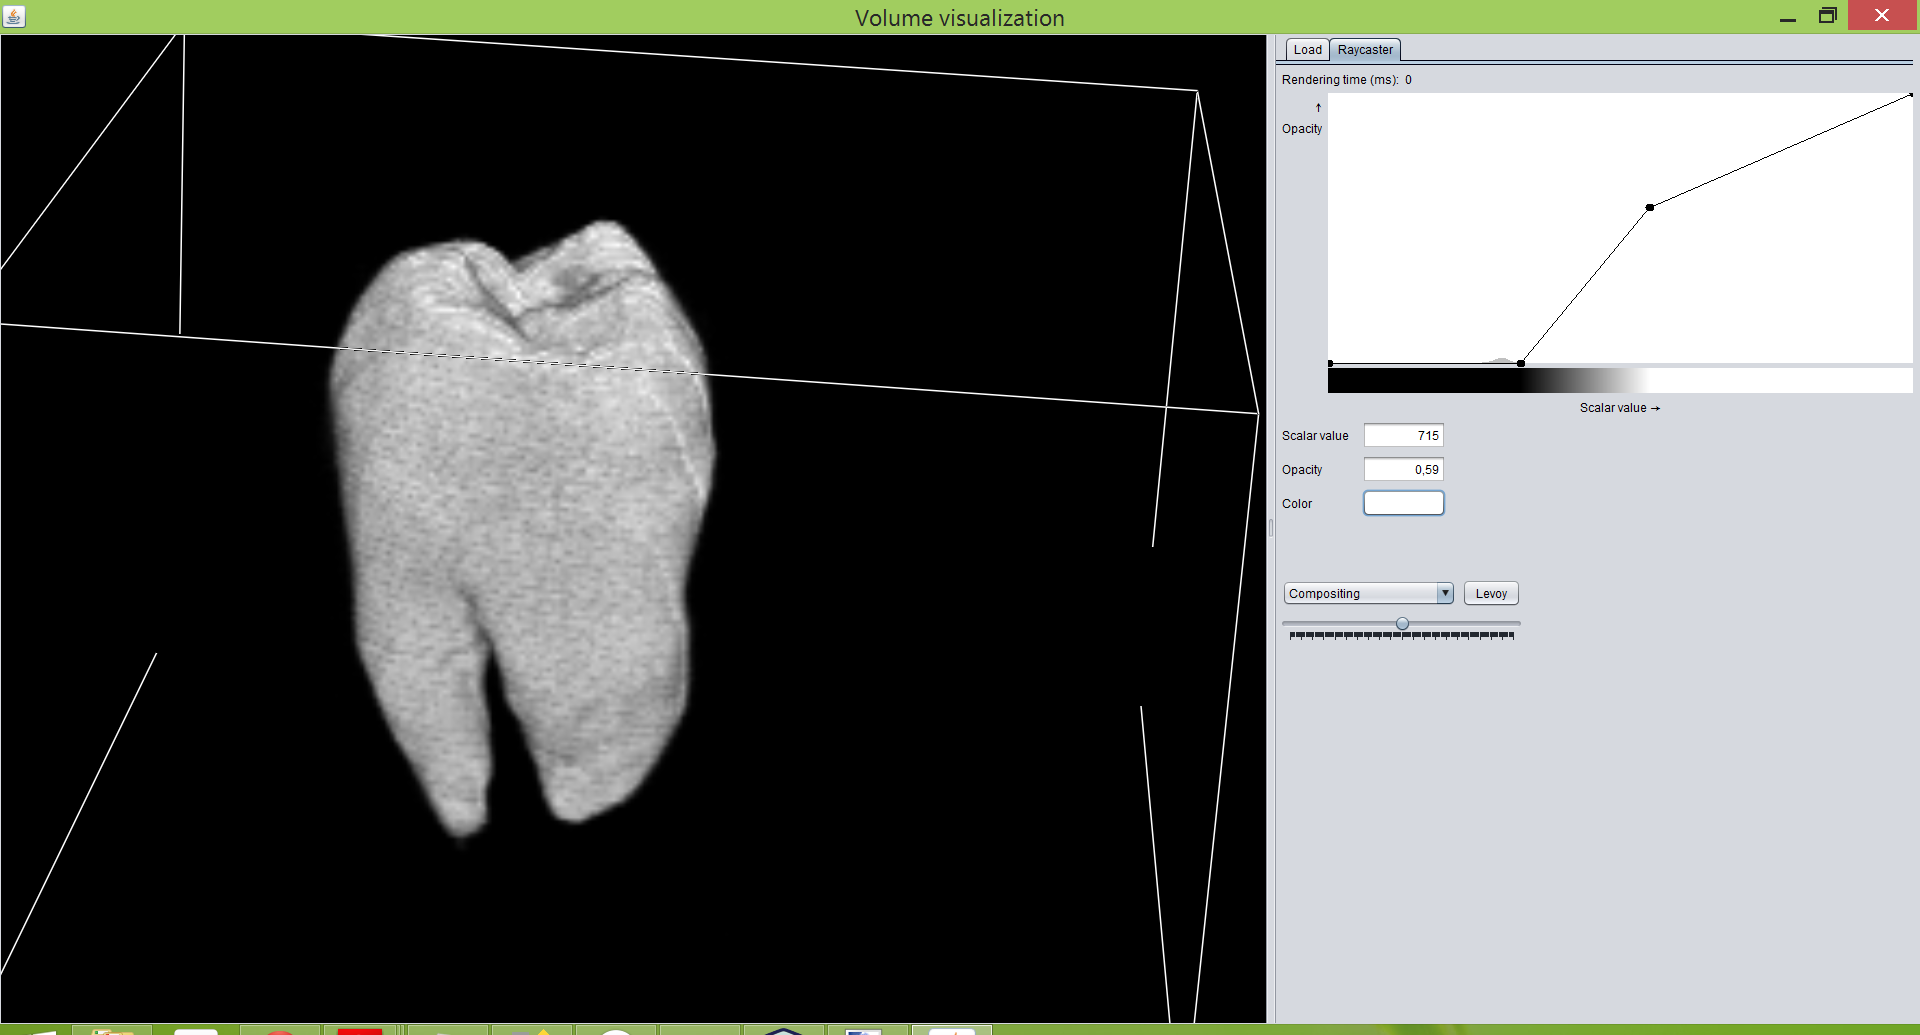 Volume visualization
Load Raycaster
Rendering time (ms): 0
↑
Opacity
Scalar value →
Scalar value 715
Opacity 0,59
Color
Compositing Levoy